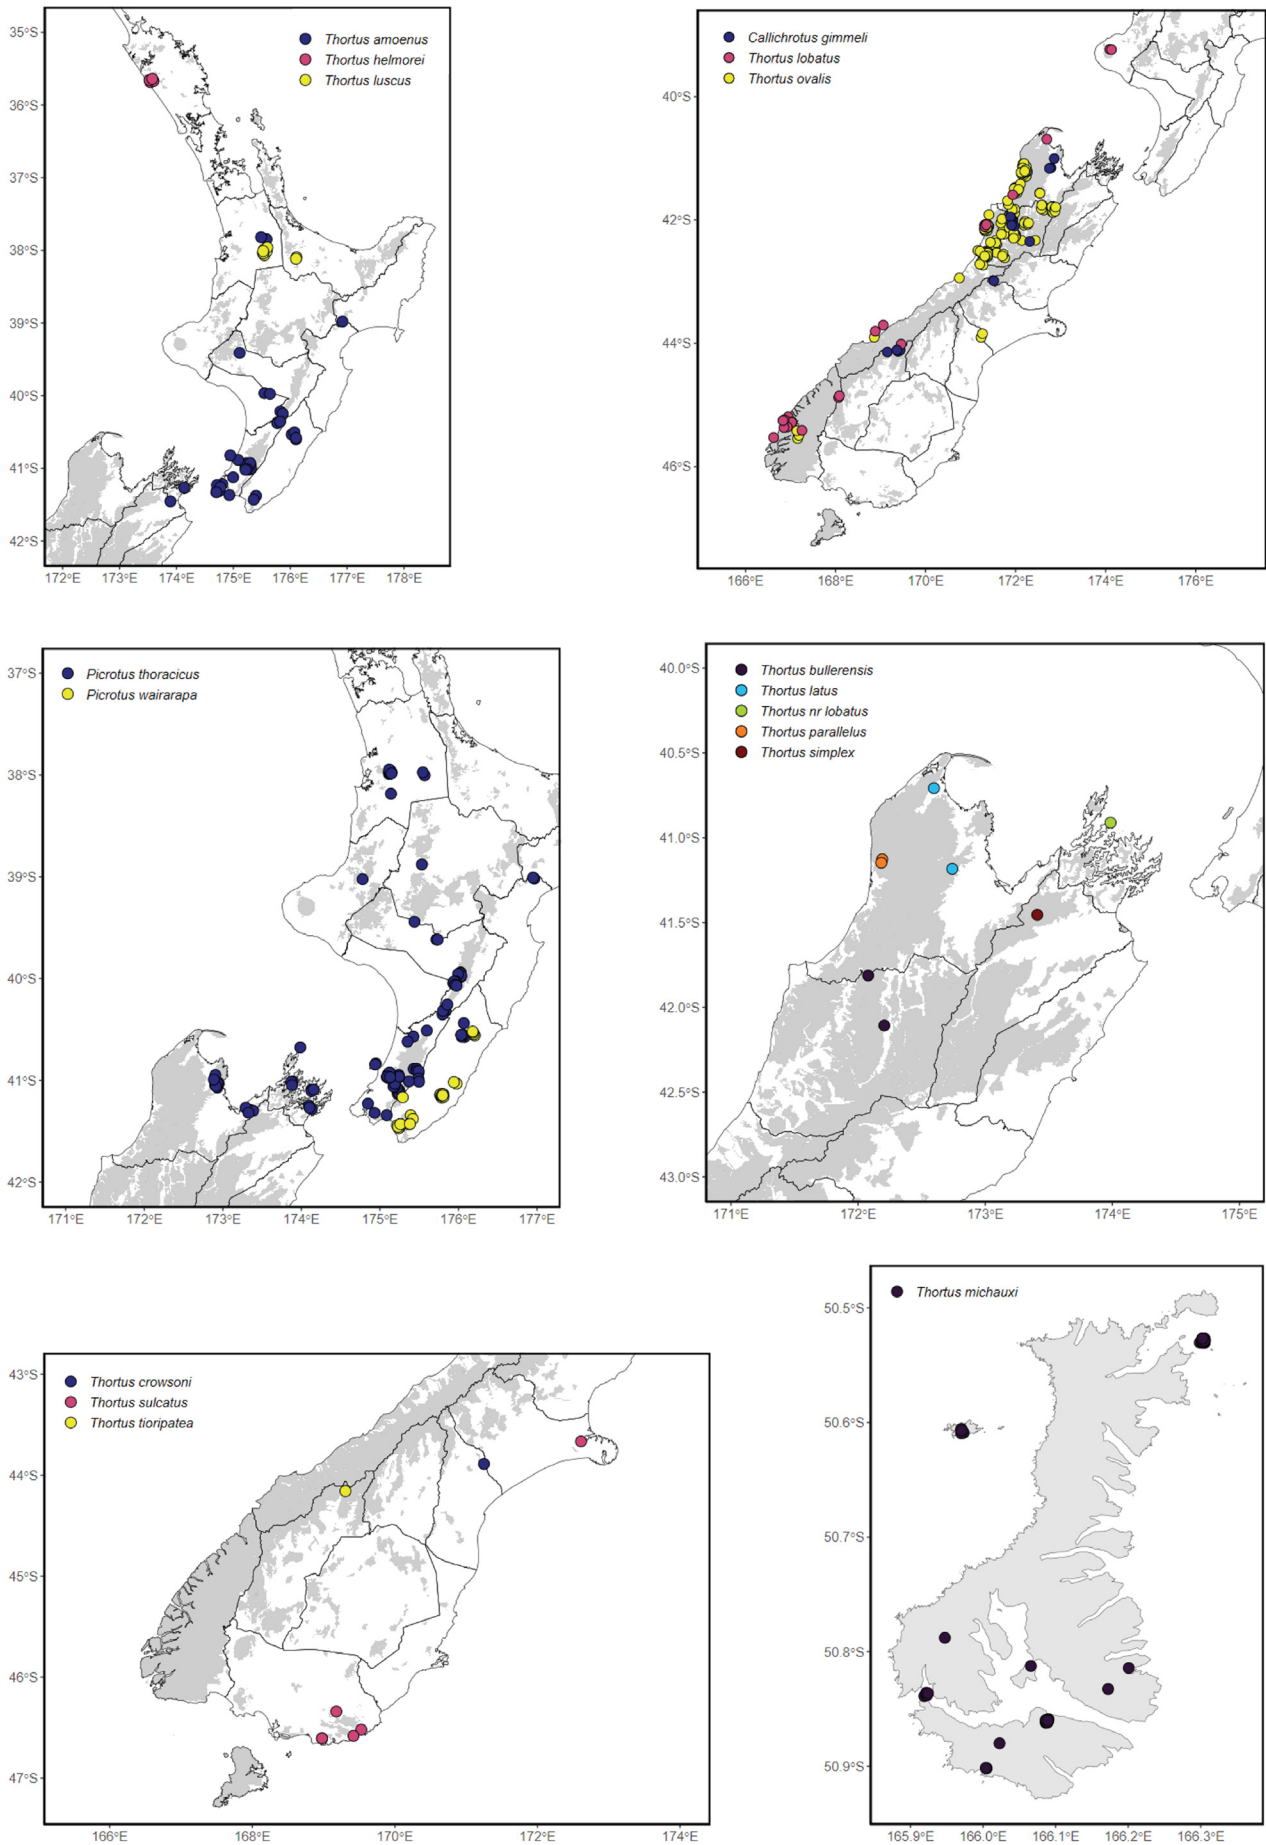 Thortus amoenus
Thortus helmorei
Thortus luscus
35°S
36°S
37°S
38°S
39°S
40°S
41°S
42°S
172°E 173°E 174°E 175°E 176°E 177°E 178°E
Callichrotus gimmeli
Thortus lobatus
Thortus ovalis
40°S
42°S
44°S
46°S
166°E 168°E 170°E 172°E 174°E 176°E
Picrotus thoracicus
Picrotus wairarapa
37°S
38°S
39°S
40°S
41°S
42°S
171°E 172°E 173°E 174°E 175°E 176°E 177°E
Thortus bullerensis
Thortus latus
Thortus nr lobatus
Thortus parallelus
Thortus simplex
40.0°S
40.5°S
41.0°S
41.5°S
42.0°S
42.5°S
43.0°S
171°E 172°E 173°E 174°E 175°E
Thortus crowsoni
Thortus sulcatus
Thortus tioripatea
43°S
44°S
45°S
46°S
47°S
166°E 168°E 170°E 172°E 174°E
Thortus michauxi
50.5°S
50.6°S
50.7°S
50.8°S
50.9°S
165.9°E 166.0°E 166.1°E 166.2°E 166.3°E